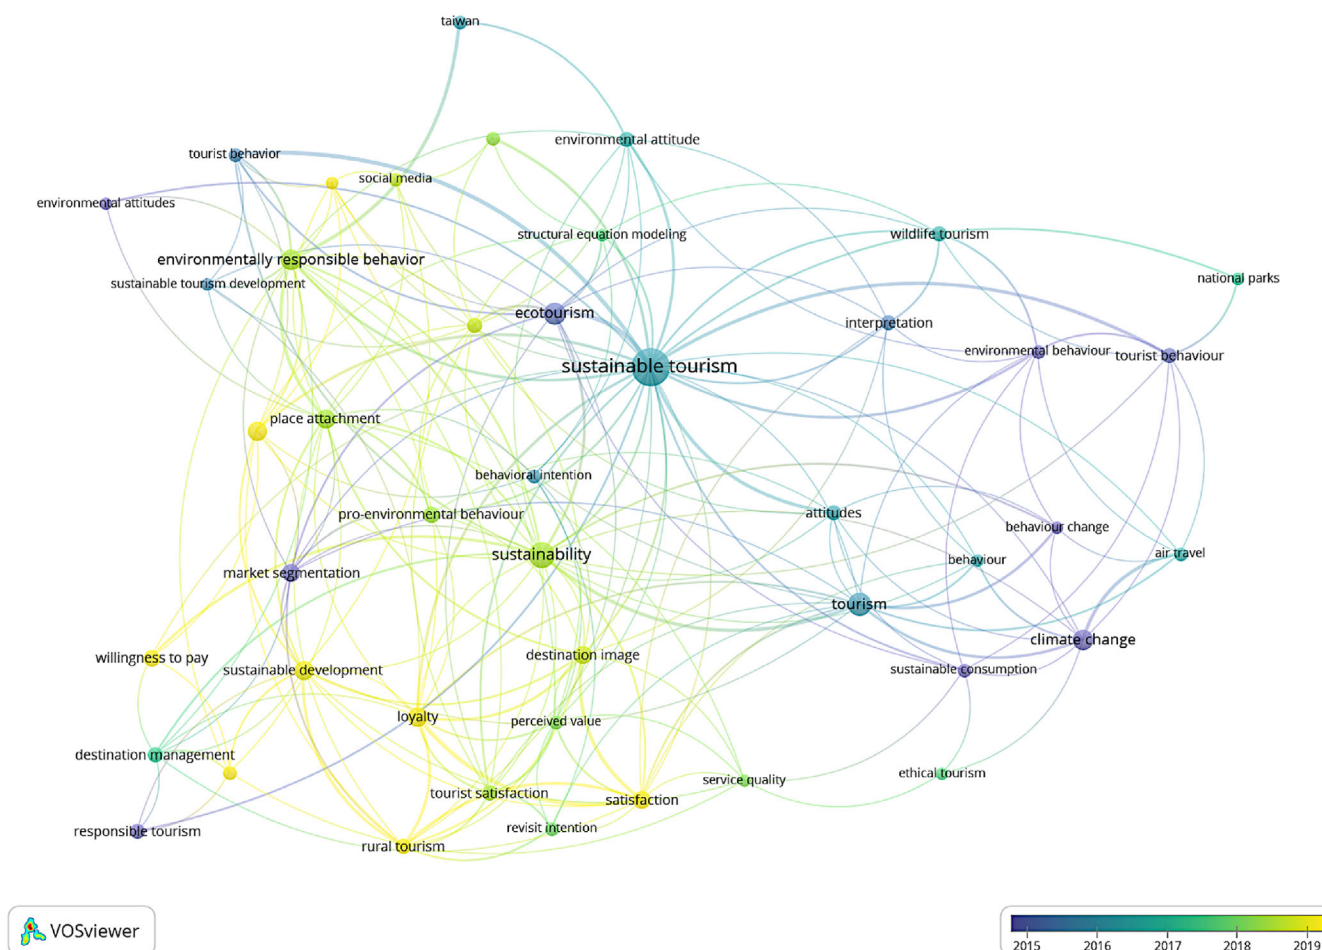 taiwan
environmental attitude
tourist behavior
social media
environmental attitudes
structural equation modeling
wildlife tourism
environmentally responsible behavior
national parks
sustainable tourism development
ecotourism
interpretation
environmental behaviour
tourist behaviour
sustainable tourism
place attachment
behavioral intention
pro-environmental behaviour
attitudes
behaviour change
sustainability
behaviour
air travel
market segmentation
tourism
climate change
willingness to pay
destination image
sustainable development
sustainable consumption
loyalty
perceived value
destination management
ethical tourism
service quality
tourist satisfaction
satisfaction
revisit intention
responsible tourism
rural tourism
VOSviewer
2015 2016 2017 2018 2019